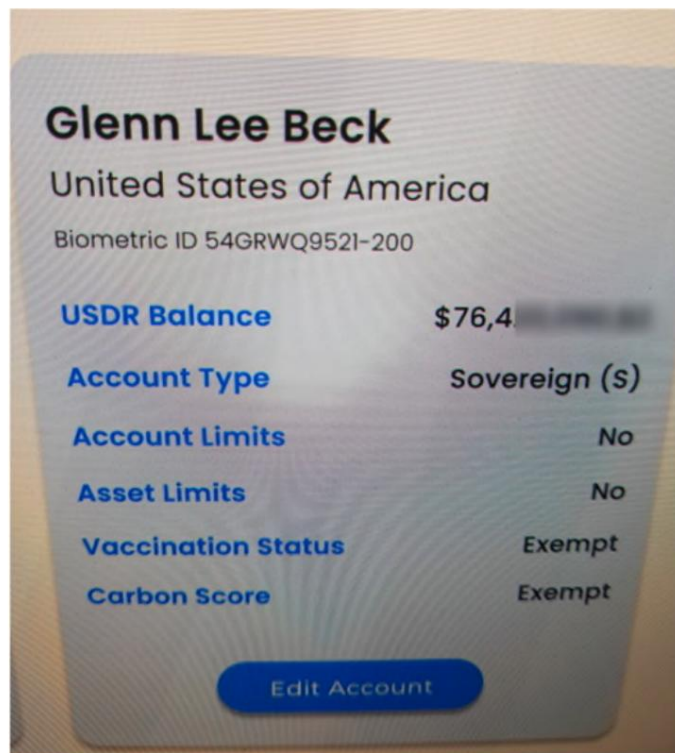 Glenn Lee Beck
United States of America
Biometric ID 54GRWQ9521-200
USDR Balance $76,4
Account Type Sovereign (S)
Account Limits No
Asset Limits No
Vaccination Status Exempt
Carbon Score Exempt
Edit Account